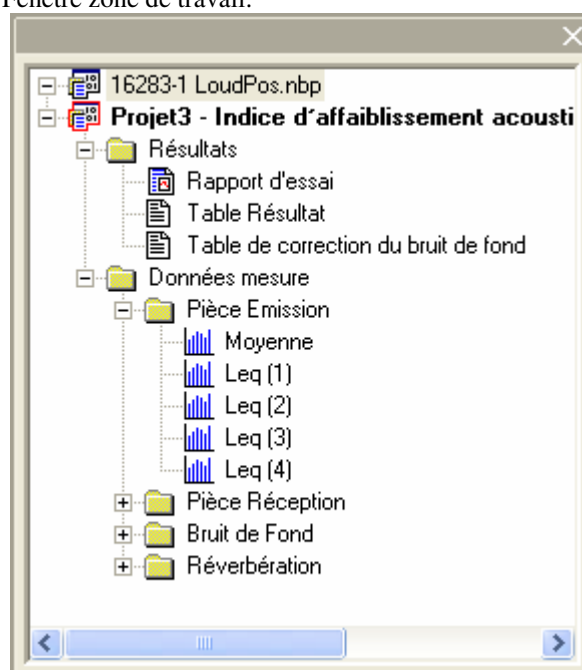 Fenêtre zone de travail:
16283-1 LoudPos.nbp
Projet3 - Indice d'affaiblissement acousti
Résultats
Rapport d'essai
Table Résultat
Table de correction du bruit de fond
Données mesure
Pièce Emission
Moyenne
Leq (1)
Leq (2)
Leq (3)
Leq (4)
Pièce Réception
Bruit de Fond
Réverbération